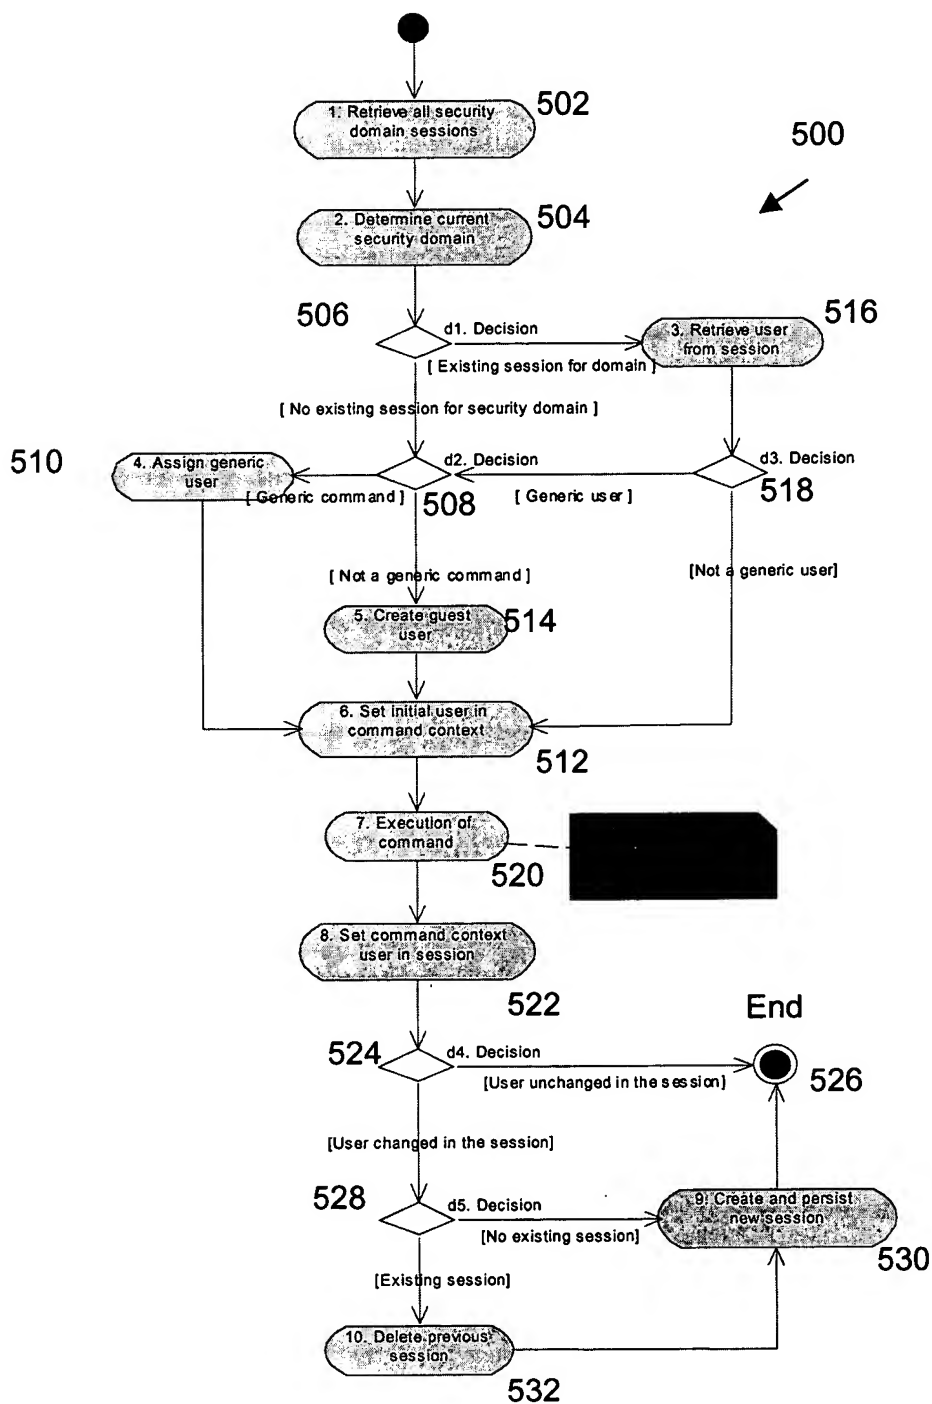 1. Retrieve all security
domain sessions
502
500
2. Determine current
security domain
504
506
d1. Decision
[ Existing session for domain ]
3. Retrieve user
from session
516
[ No existing session for security domain ]
510
4. Assign generic
user
[ Generic command ]
d2. Decision
508
[ Generic user ]
d3. Decision
518
[ Not a generic command ]
[Not a generic user]
5. Create guest
user
514
6. Set initial user in
command context
512
7. Execution of
command
520
8. Set command context
user in session
522
End
524
d4. Decision
[User unchanged in the session]
526
[User changed in the session]
528
d5. Decision
[No existing session]
9. Create and persist
new session
530
[Existing session]
10. Delete previous
session
532